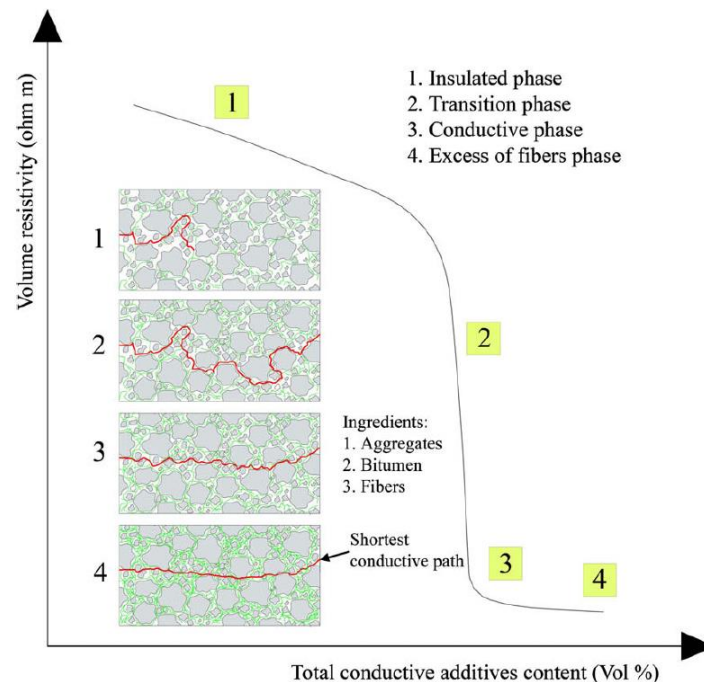 Volume resistivity (ohm m)
1
1. Insulated phase
2. Transition phase
3. Conductive phase
4. Excess of fibers phase
1
2
2
3
Ingredients:
1. Aggregates
2. Bitumen
3. Fibers
4
Shortest
conductive path
3
4
Total conductive additives content (Vol %)